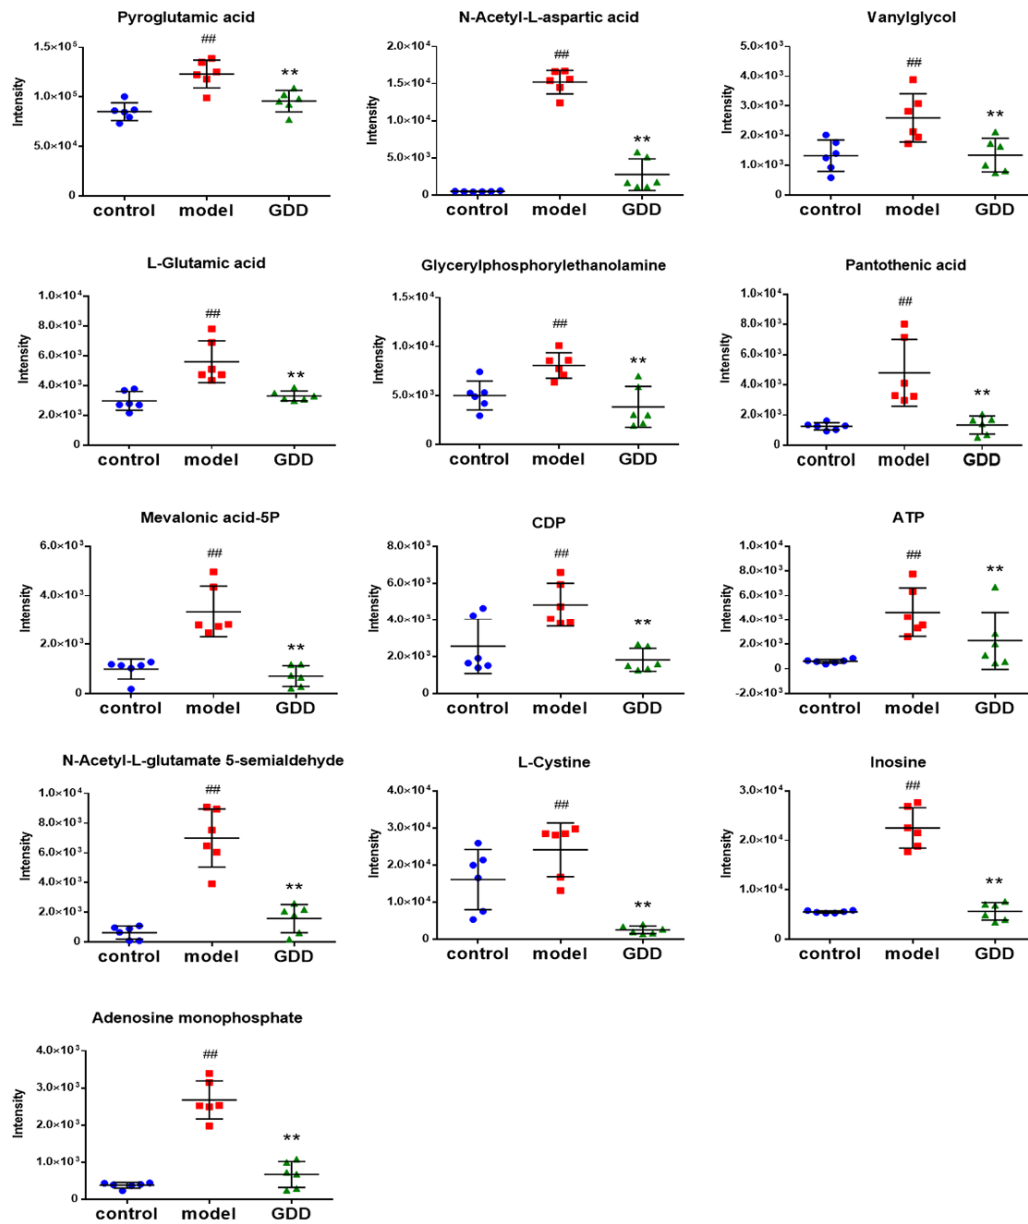 Pyroglutamic acid
##
1.5×10⁵
**
1.0×10⁵
5.0×10⁴
0
Intensity
control model GDD
N-Acetyl-L-aspartic acid
2.0×10⁴
##
1.5×10⁴
1.0×10⁴
**
5.0×10³
0
Intensity
control model GDD
Vanylglycol
5.0×10³
##
4.0×10³
3.0×10³
**
2.0×10³
1.0×10³
0
Intensity
control model GDD
L-Glutamic acid
1.0×10⁴
##
8.0×10³
6.0×10³
**
4.0×10³
2.0×10³
0
Intensity
control model GDD
Glycerylphosphorylethanolamine
1.5×10⁴
##
1.0×10⁴
**
5.0×10³
0
Intensity
control model GDD
Pantothenic acid
1.0×10⁴
##
8.0×10³
6.0×10³
4.0×10³
**
2.0×10³
0
Intensity
control model GDD
Mevalonic acid-5P
6.0×10³
##
4.0×10³
2.0×10³
**
0
Intensity
control model GDD
CDP
8.0×10³
##
6.0×10³
4.0×10³
**
2.0×10³
0
Intensity
control model GDD
ATP
1.0×10⁴
##
8.0×10³
**
6.0×10³
4.0×10³
2.0×10³
0
-2.0×10³
Intensity
control model GDD
N-Acetyl-L-glutamate 5-semialdehyde
1.0×10⁴
##
8.0×10³
6.0×10³
4.0×10³
**
2.0×10³
0
Intensity
control model GDD
L-Cystine
4.0×10⁴
##
3.0×10⁴
2.0×10⁴
1.0×10⁴
**
0
Intensity
control model GDD
Inosine
3.0×10⁴
##
2.0×10⁴
1.0×10⁴
**
0
Intensity
control model GDD
Adenosine monophosphate
4.0×10³
##
3.0×10³
2.0×10³
**
1.0×10³
0
Intensity
control model GDD